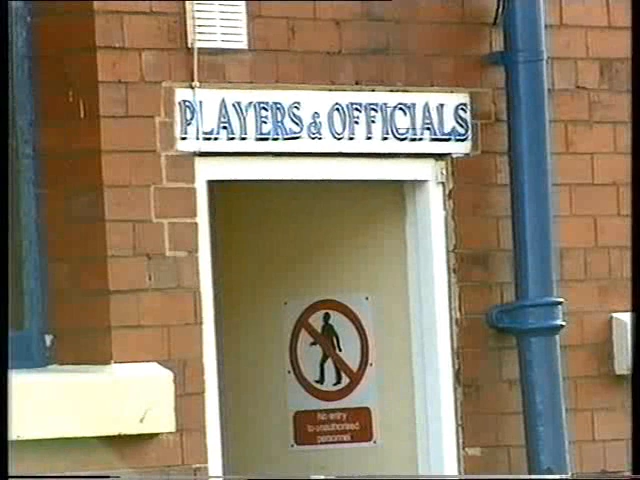 PLAYERS & OFFICIALS
No entry
to unauthorised
personnel